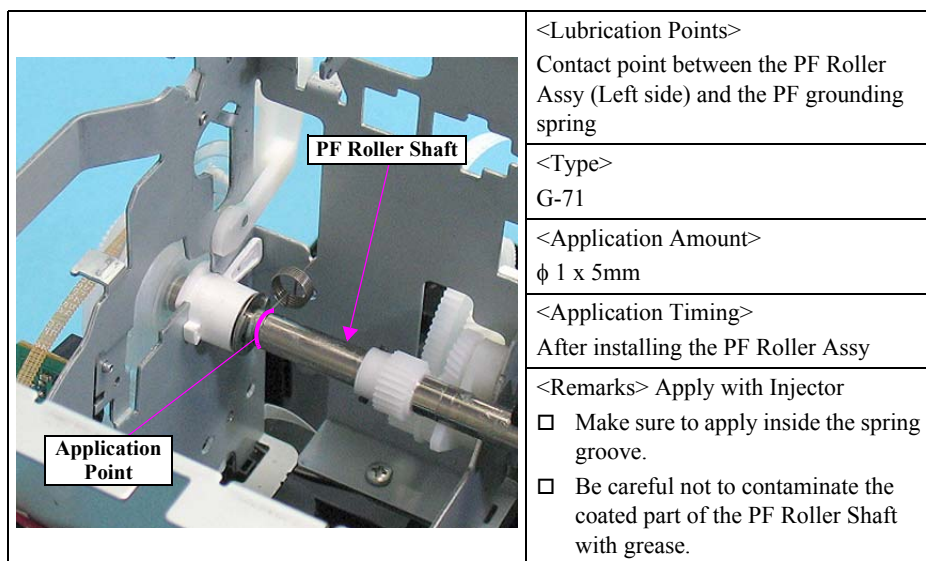 PF Roller Shaft
Application
Point
<Lubrication Points>
Contact point between the PF Roller
Assy (Left side) and the PF grounding
spring
<Type>
G-71
<Application Amount>
ϕ 1 x 5mm
<Application Timing>
After installing the PF Roller Assy
<Remarks> Apply with Injector
☐ Make sure to apply inside the spring
groove.
☐ Be careful not to contaminate the
coated part of the PF Roller Shaft
with grease.